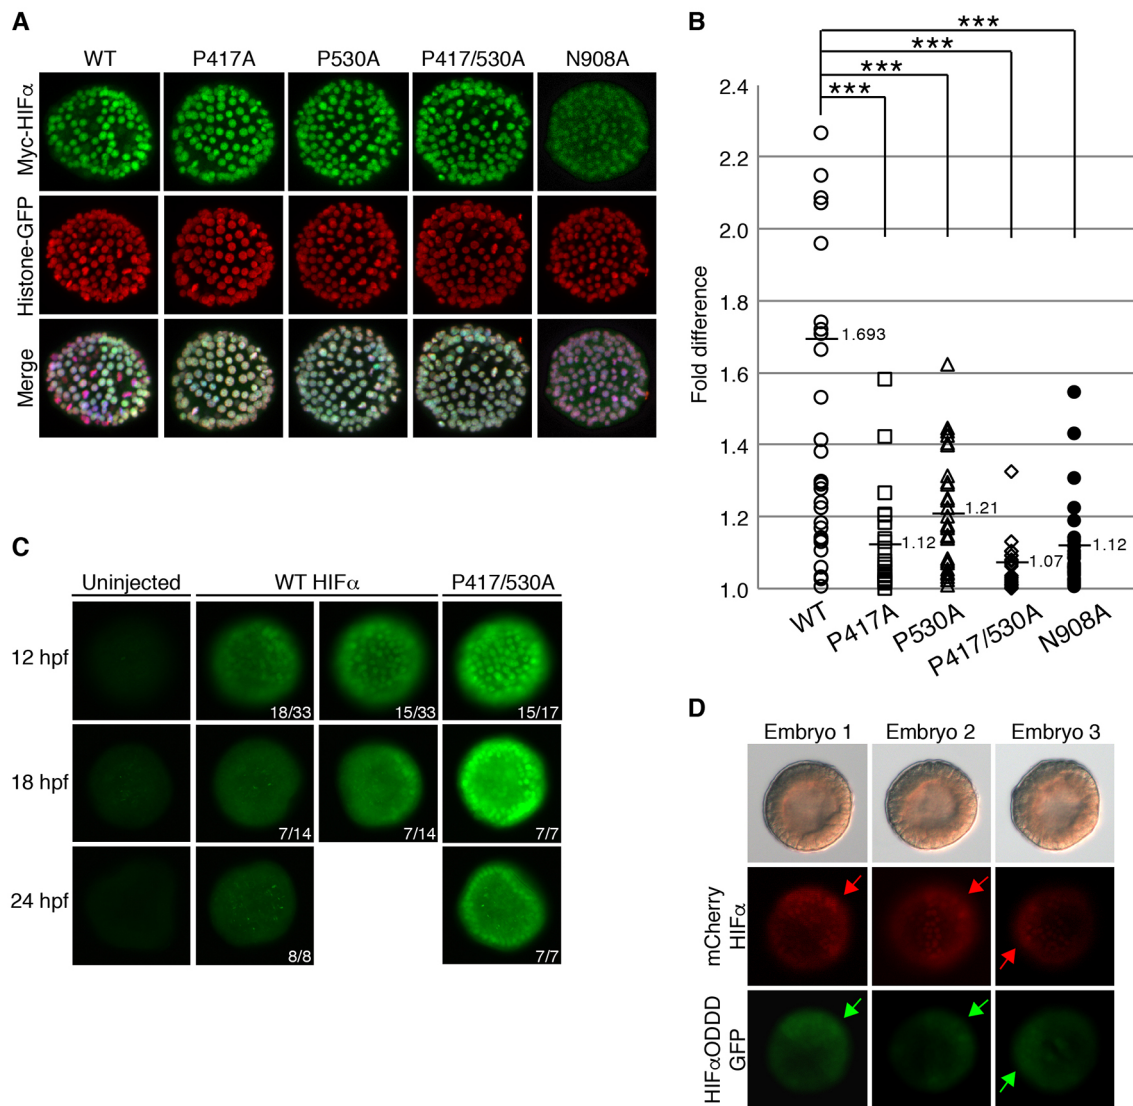 A
WT P417A P530A P417/530A N908A
Myc-HIFα
Histone-GFP
Merge
B
***
***
***
***
Fold difference
2.4
2.2
2.0
1.8
1.6
1.4
1.2
1.0
1.693
1.12
1.21
1.07
1.12
WT P417A P530A P417/530A N908A
C
Uninjected WT HIFα P417/530A
12 hpf
18/33 15/33 15/17
18 hpf
7/14 7/14 7/7
24 hpf
8/8 7/7
D
Embryo 1 Embryo 2 Embryo 3
mCherry
HIFα
HIFαODDD
GFP